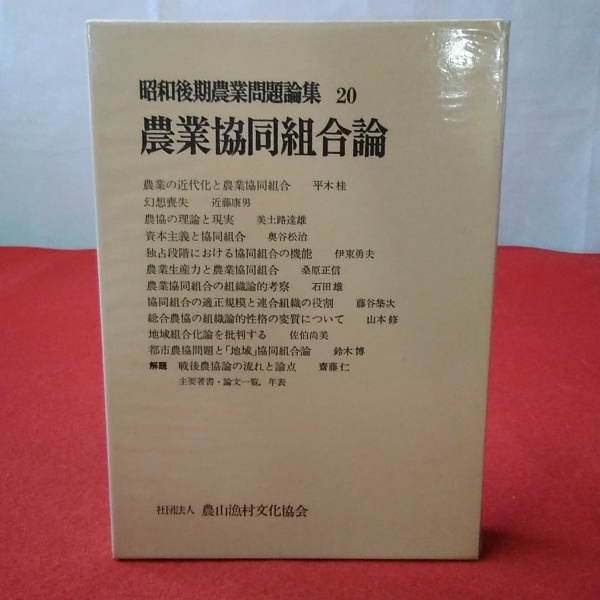 昭和後期農業問題論集 20
農業協同組合論
農業の近代化と農業協同組合 平木桂
幻想喪失 近藤康男
農協の理論と現実 美土路達雄
資本主義と協同組合 奥谷松治
独占段階における協同組合の機能 伊東勇夫
農業生産力と農業協同組合 桑原正信
農業協同組合の組織論的考察 石田雄
協同組合の適正規模と連合組織の役割 藤谷築次
総合農協の組織論的性格の変質について 山本修
地域組合化論を批判する 佐伯尚美
都市農協問題と「地域」協同組合論 鈴木博
解題 戦後農協論の流れと論点 齋藤仁
主要著書・論文一覧, 年表
社団法人 農山漁村文化協会